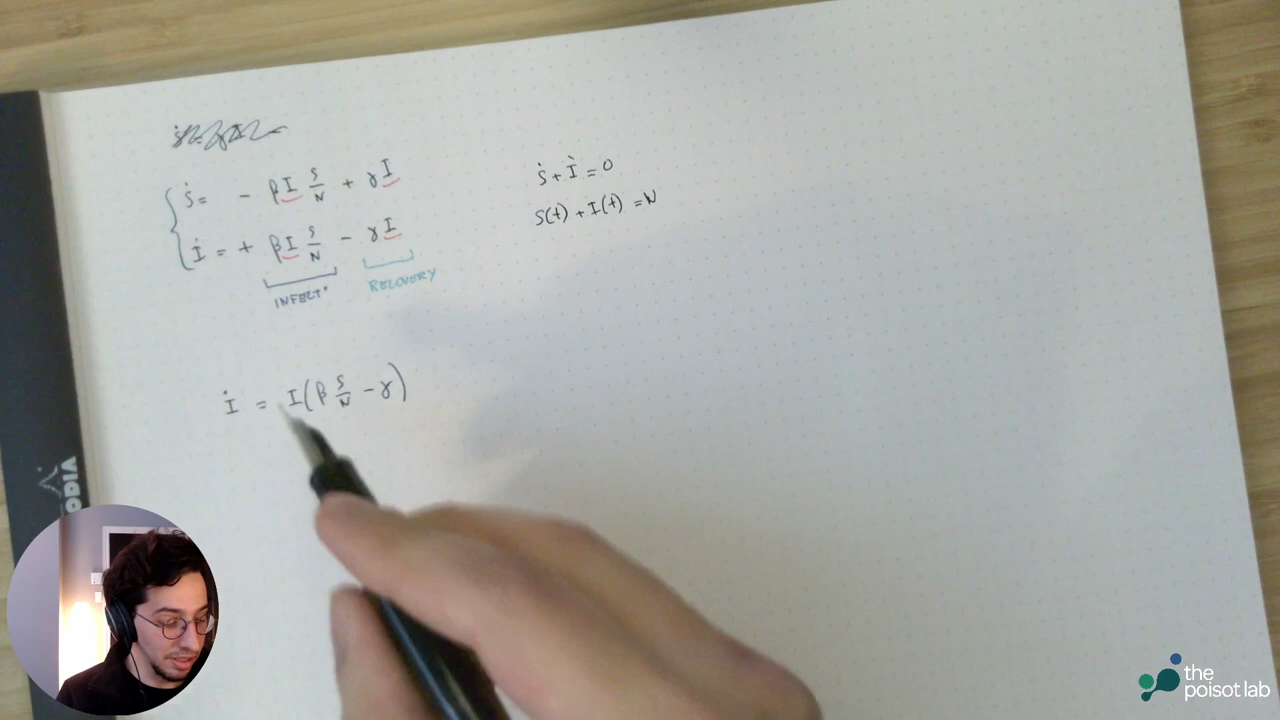 Ṡ = - βI S/N + γI
İ = + βI S/N - γI
INFECT°
RECOVERY
Ṡ + İ = 0
S(t) + I(t) = N
İ = I(β S/N - γ)
the
poisot lab